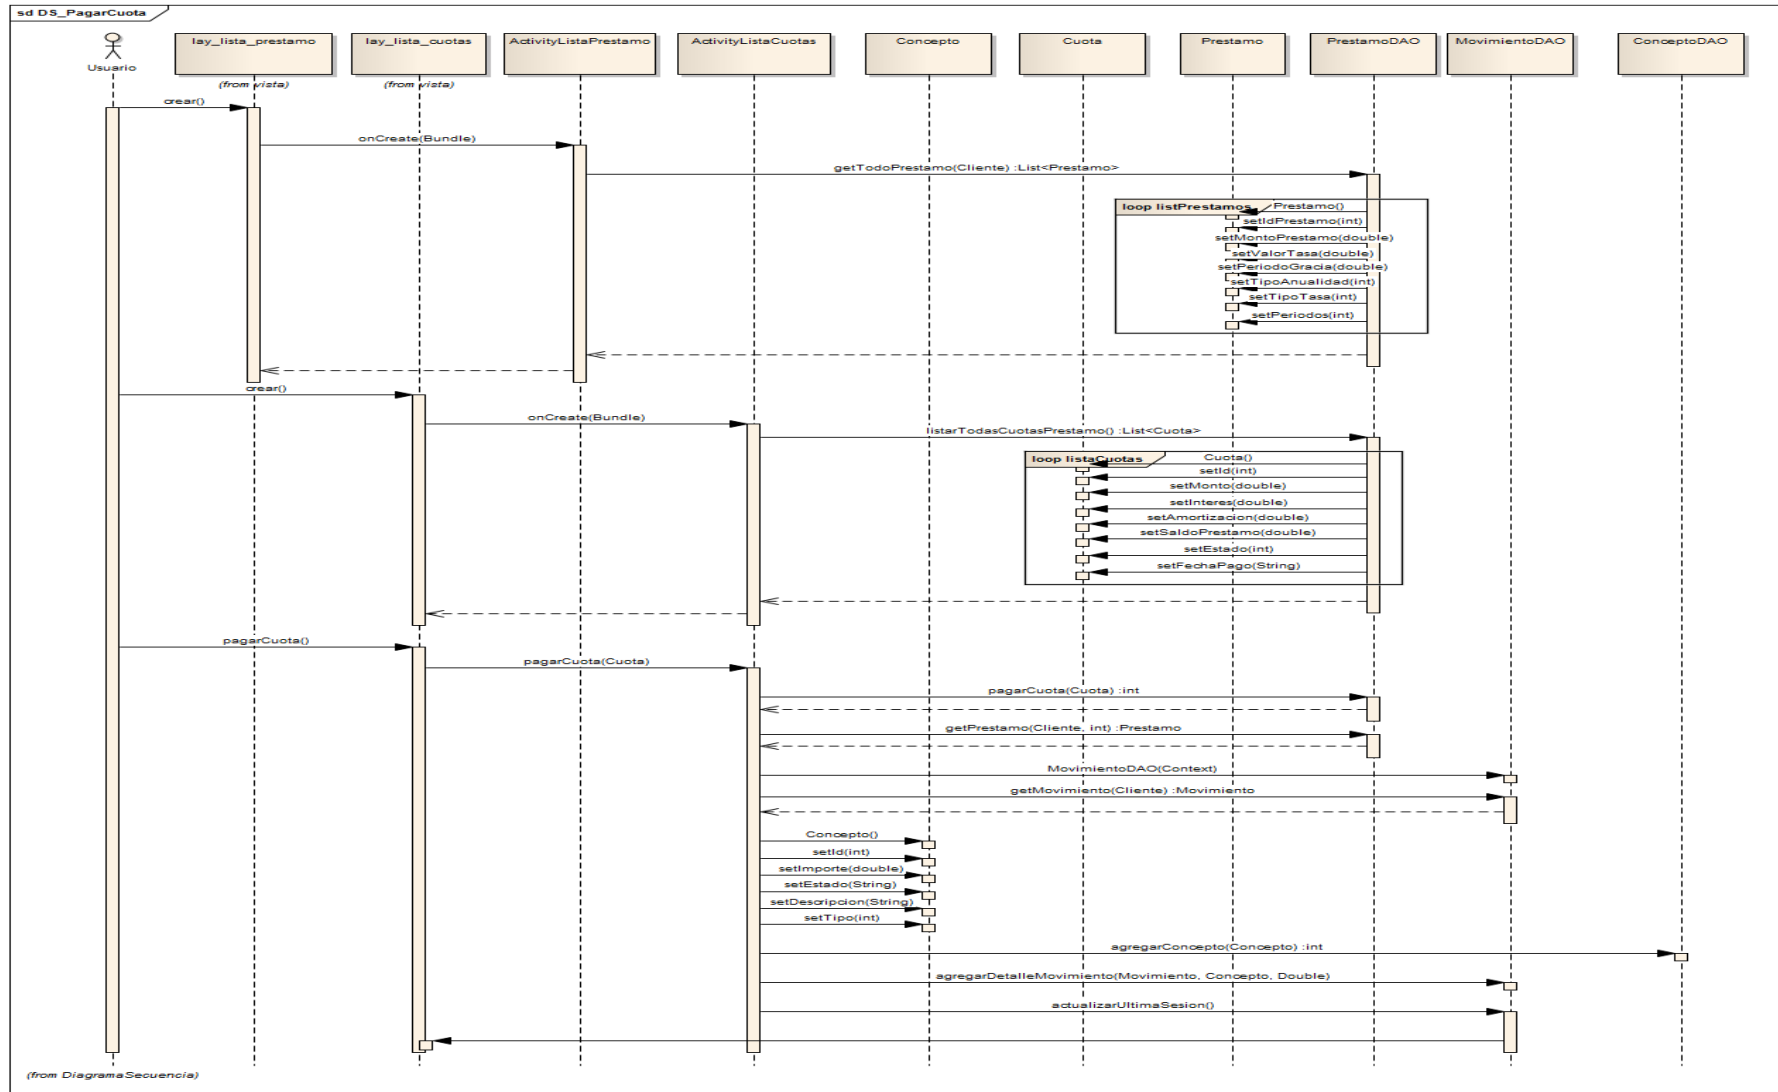 sd DS_PagarCuota
Usuario
lay_lista_prestamo
(from vista)
lay_lista_cuotas
(from vista)
ActivityListaPrestamo
ActivityListaCuotas
Concepto
Cuota
Prestamo
PrestamoDAO
MovimientoDAO
ConceptoDAO
crear()
onCreate(Bundle)
getTodoPrestamo(Cliente) :List<Prestamo>
loop listPrestamos
Prestamo()
setIdPrestamo(int)
setMontoPrestamo(double)
setValorTasa(double)
setPeriodoGracia(double)
setTipoAnualidad(int)
setTipoTasa(int)
setPeriodos(int)
crear()
onCreate(Bundle)
listarTodasCuotasPrestamo() :List<Cuota>
loop listaCuotas
Cuota()
setId(int)
setMonto(double)
setInteres(double)
setAmortizacion(double)
setSaldoPrestamo(double)
setEstado(int)
setFechaPago(String)
pagarCuota()
pagarCuota(Cuota)
pagarCuota(Cuota) :int
getPrestamo(Cliente, int) :Prestamo
MovimientoDAO(Context)
getMovimiento(Cliente) :Movimiento
Concepto()
setId(int)
setImporte(double)
setEstado(String)
setDescripcion(String)
setTipo(int)
agregarConcepto(Concepto) :int
agregarDetalleMovimiento(Movimiento, Concepto, Double)
actualizarUltimaSesion()
(from DiagramaSecuencia)